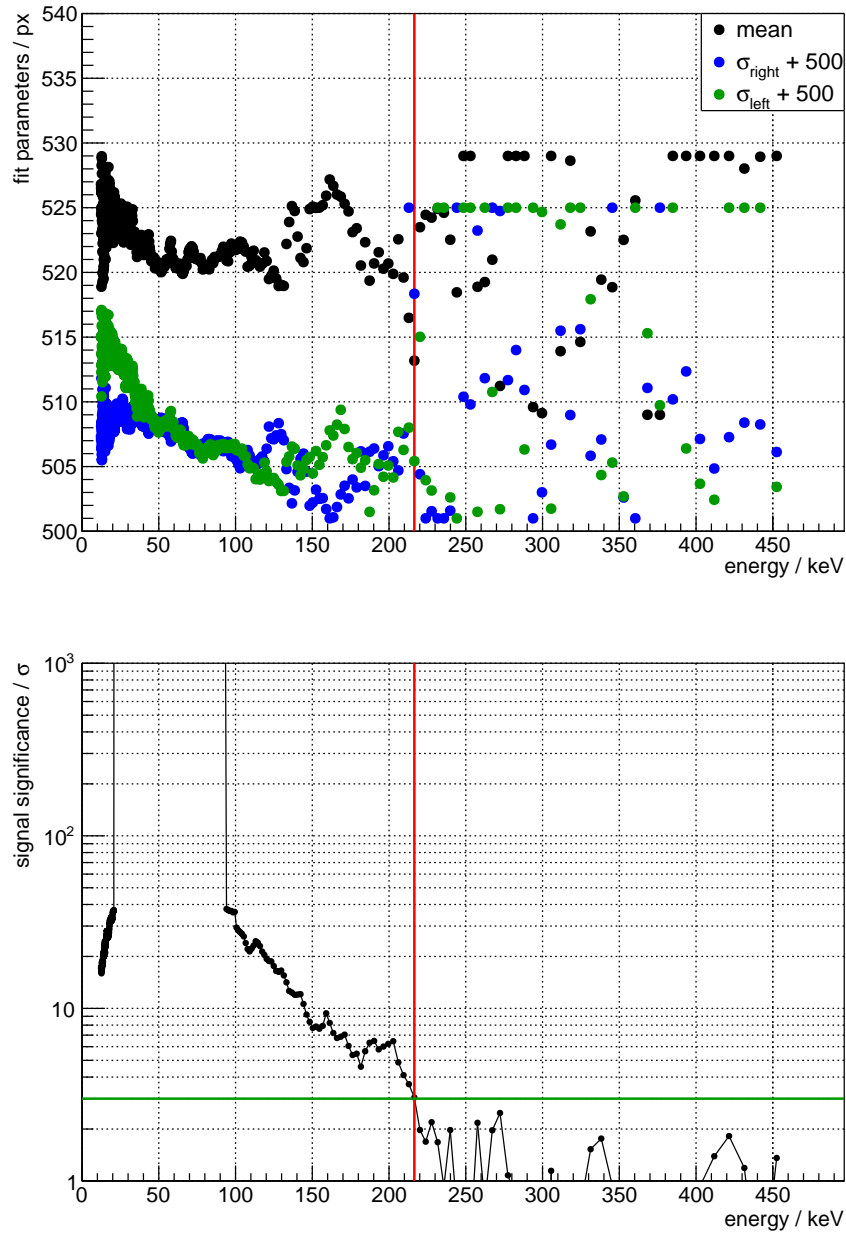 fit parameters / px
540
535
530
525
520
515
510
505
500
mean
σ_right + 500
σ_left + 500
0 50 100 150 200 250 300 350 400 450
energy / keV
signal significance / σ
10³
10²
10
1
0 50 100 150 200 250 300 350 400 450
energy / keV